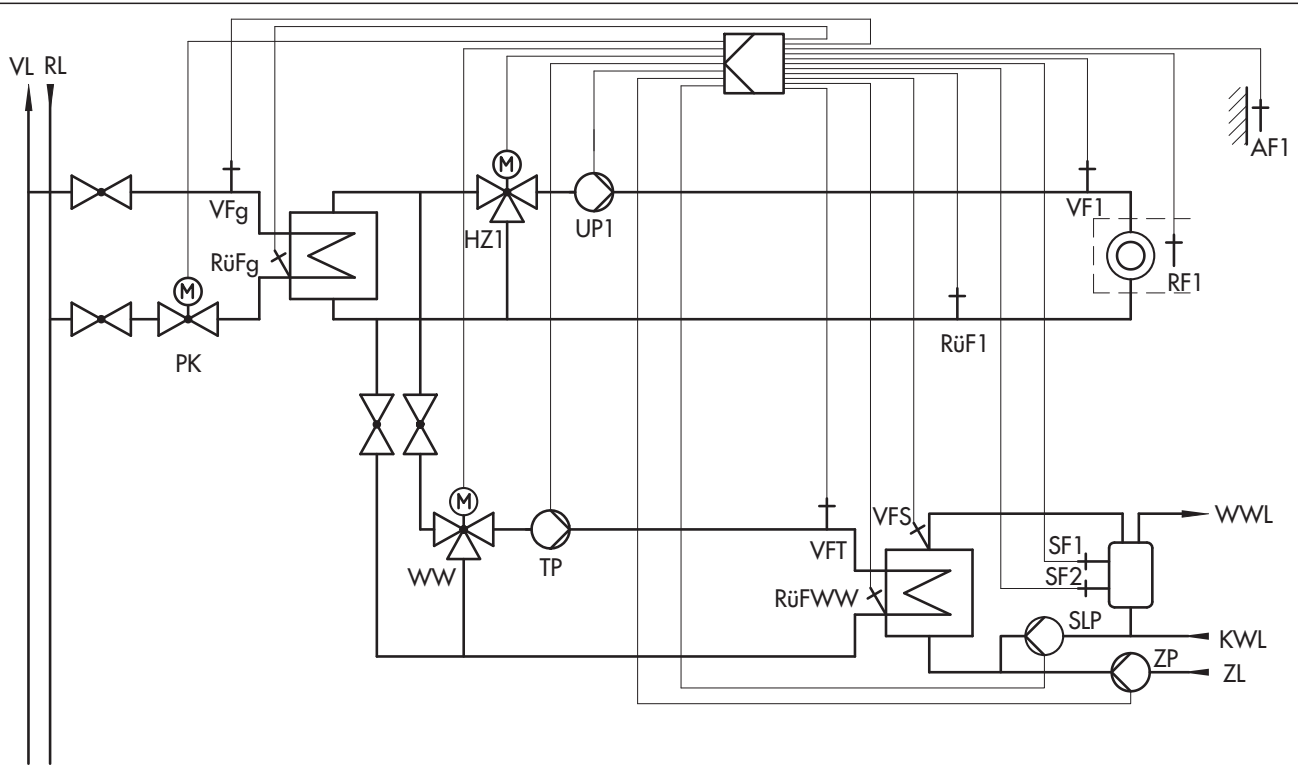 VL RL
AF1
M
VFg
HZ1
UP1
VF1
RüFg
M
RF1
PK
RüF1
M
WW
TP
VFT
VFS
WWL
SF1
SF2
RüFWW
SLP
KWL
ZP
ZL